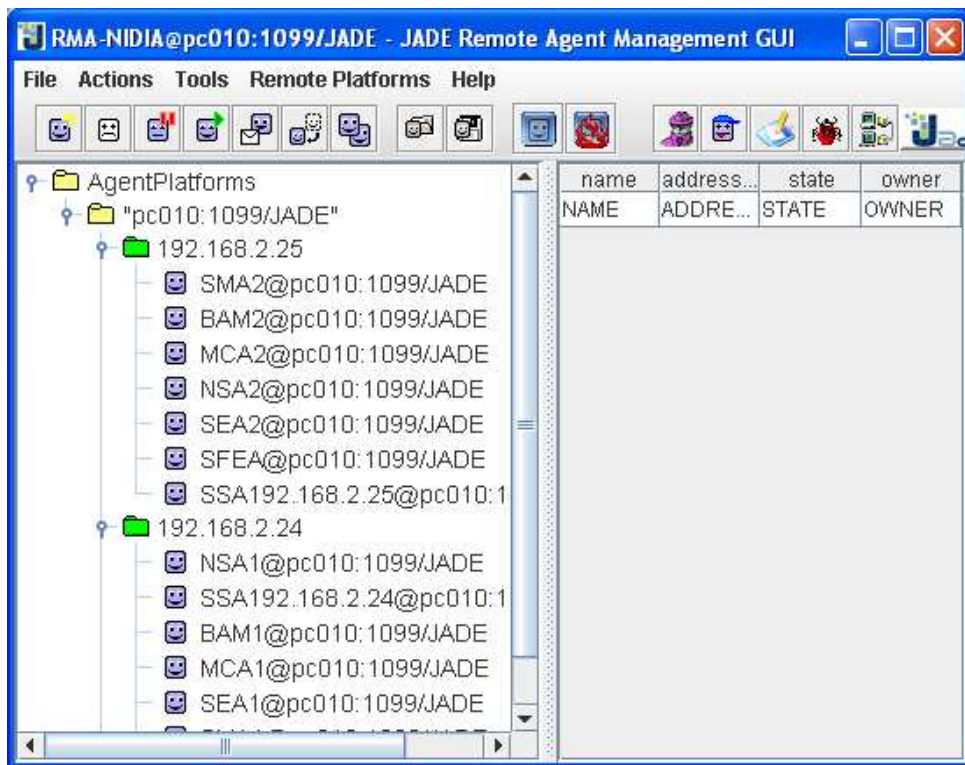 RMA-NIDIA@pc010:1099/JADE - JADE Remote Agent Management GUI
File Actions Tools Remote Platforms Help
AgentPlatforms
"pc010:1099/JADE"
192.168.2.25
SMA2@pc010:1099/JADE
BAM2@pc010:1099/JADE
MCA2@pc010:1099/JADE
NSA2@pc010:1099/JADE
SEA2@pc010:1099/JADE
SFEA@pc010:1099/JADE
SSA192.168.2.25@pc010:1
192.168.2.24
NSA1@pc010:1099/JADE
SSA192.168.2.24@pc010:1
BAM1@pc010:1099/JADE
MCA1@pc010:1099/JADE
SEA1@pc010:1099/JADE
name address... state owner
NAME ADDRE... STATE OWNER